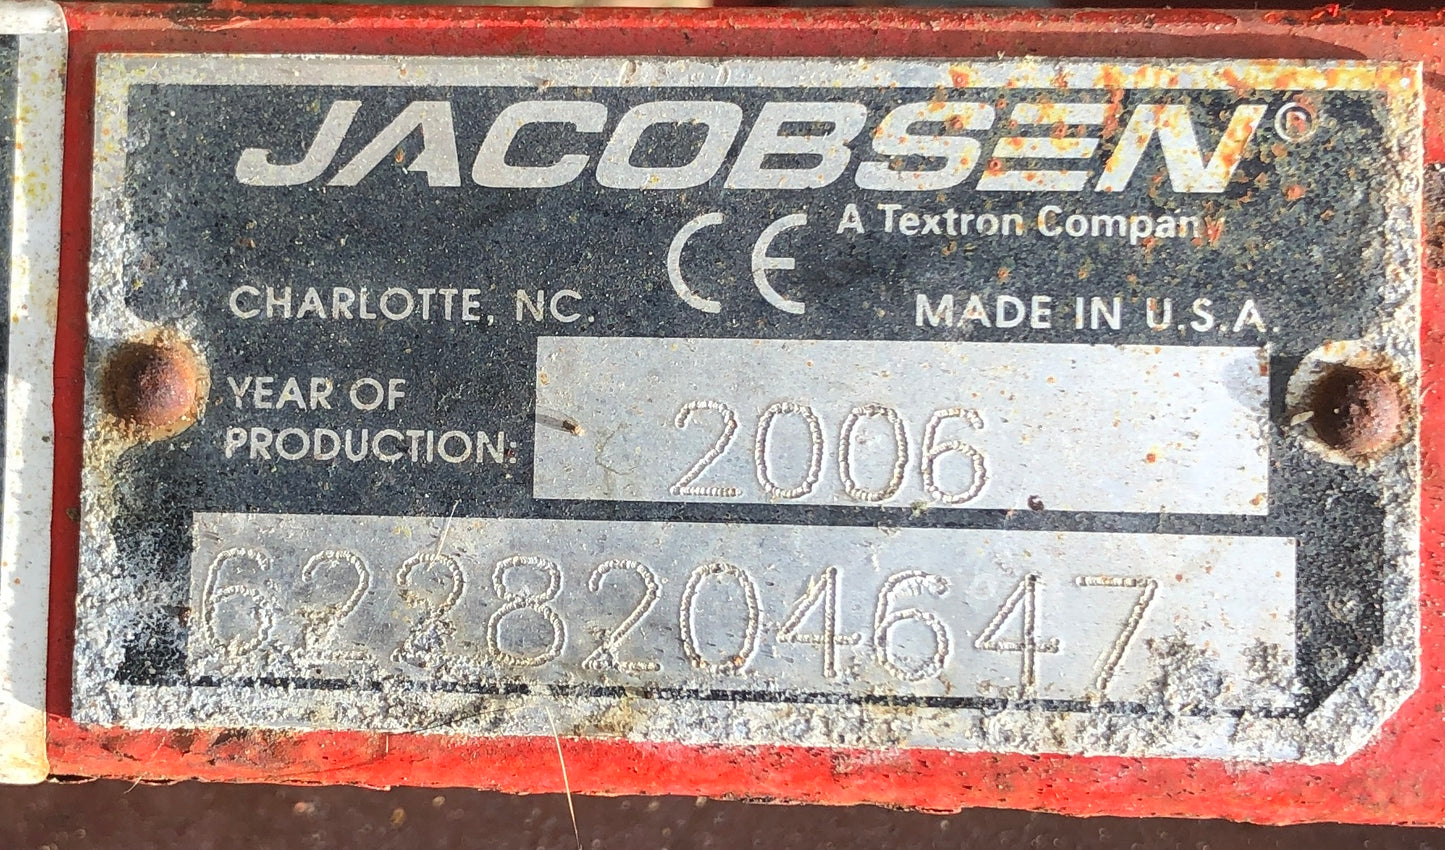 JACOBSEN®
A Textron Company
CE
CHARLOTTE, NC.
MADE IN U.S.A.
YEAR OF
PRODUCTION:
2006
6228204647